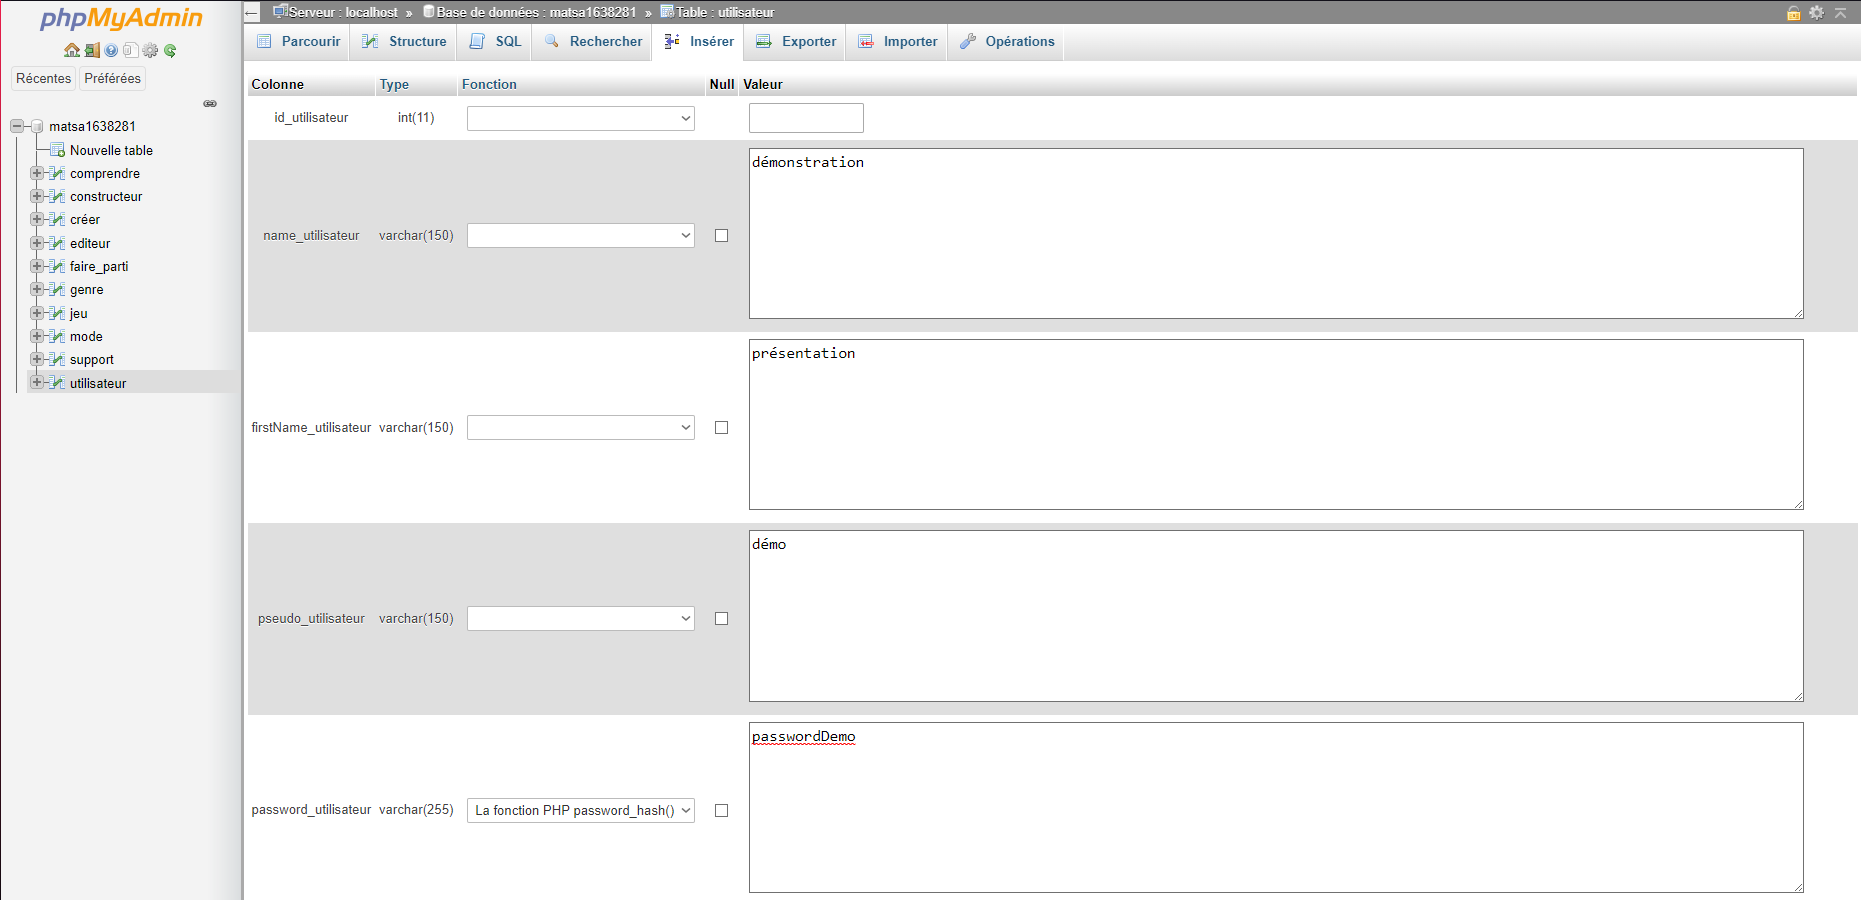 phpMyAdmin
Récentes Préférées
matsa1638281
Nouvelle table
comprendre
constructeur
créer
editeur
faire_parti
genre
jeu
mode
support
utilisateur
Serveur : localhost » Base de données : matsa1638281 » Table : utilisateur
Parcourir Structure SQL Rechercher Insérer Exporter Importer Opérations
Colonne Type Fonction Null Valeur
id_utilisateur int(11)
name_utilisateur varchar(150) démonstration
firstName_utilisateur varchar(150) présentation
pseudo_utilisateur varchar(150) démo
password_utilisateur varchar(255) La fonction PHP password_hash() passwordDemo